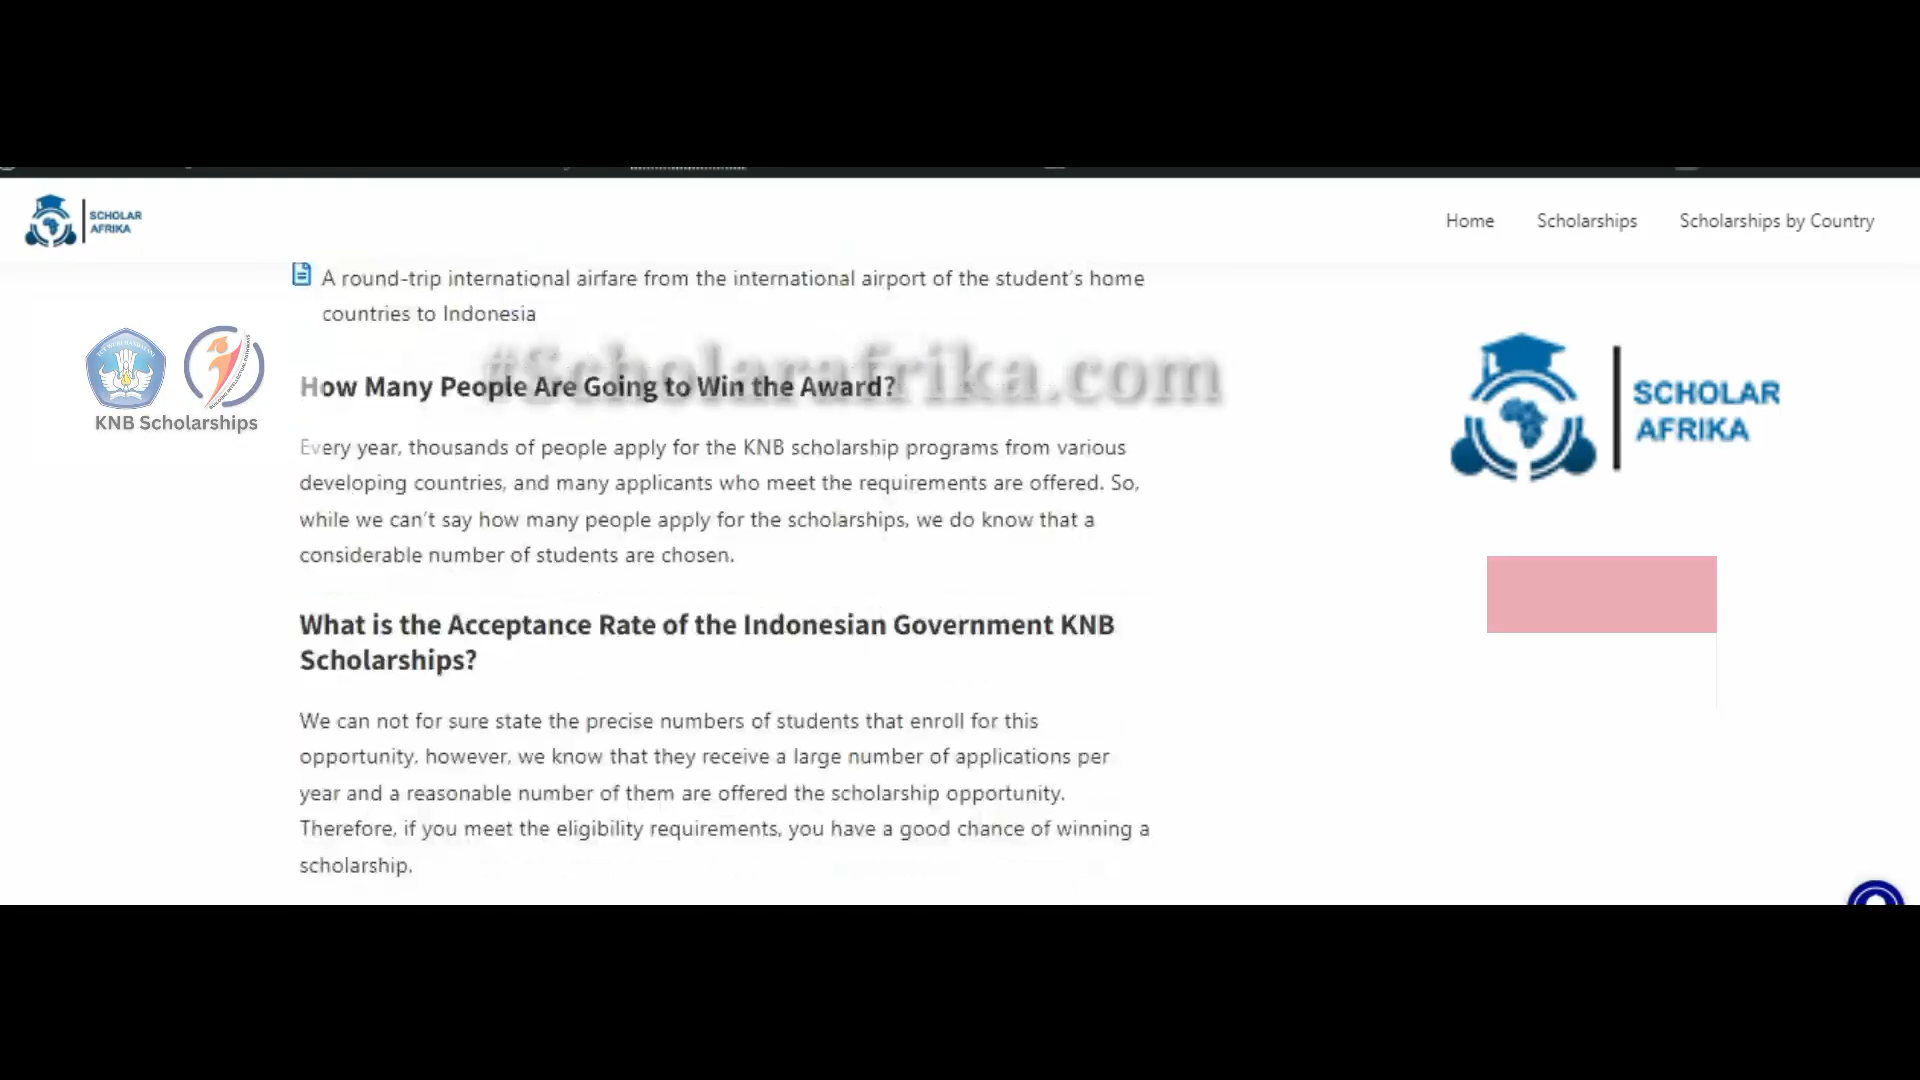 SCHOLAR
AFRIKA
Home
Scholarships
Scholarships by Country
A round-trip international airfare from the international airport of the student's home
countries to Indonesia
#Scholarafrika.com
KNB Scholarships
How Many People Are Going to Win the Award?
Every year, thousands of people apply for the KNB scholarship programs from various
developing countries, and many applicants who meet the requirements are offered. So,
while we can't say how many people apply for the scholarships, we do know that a
considerable number of students are chosen.
SCHOLAR
AFRIKA
What is the Acceptance Rate of the Indonesian Government KNB
Scholarships?
We can not for sure state the precise numbers of students that enroll for this
opportunity, however, we know that they receive a large number of applications per
year and a reasonable number of them are offered the scholarship opportunity.
Therefore, if you meet the eligibility requirements, you have a good chance of winning a
scholarship.